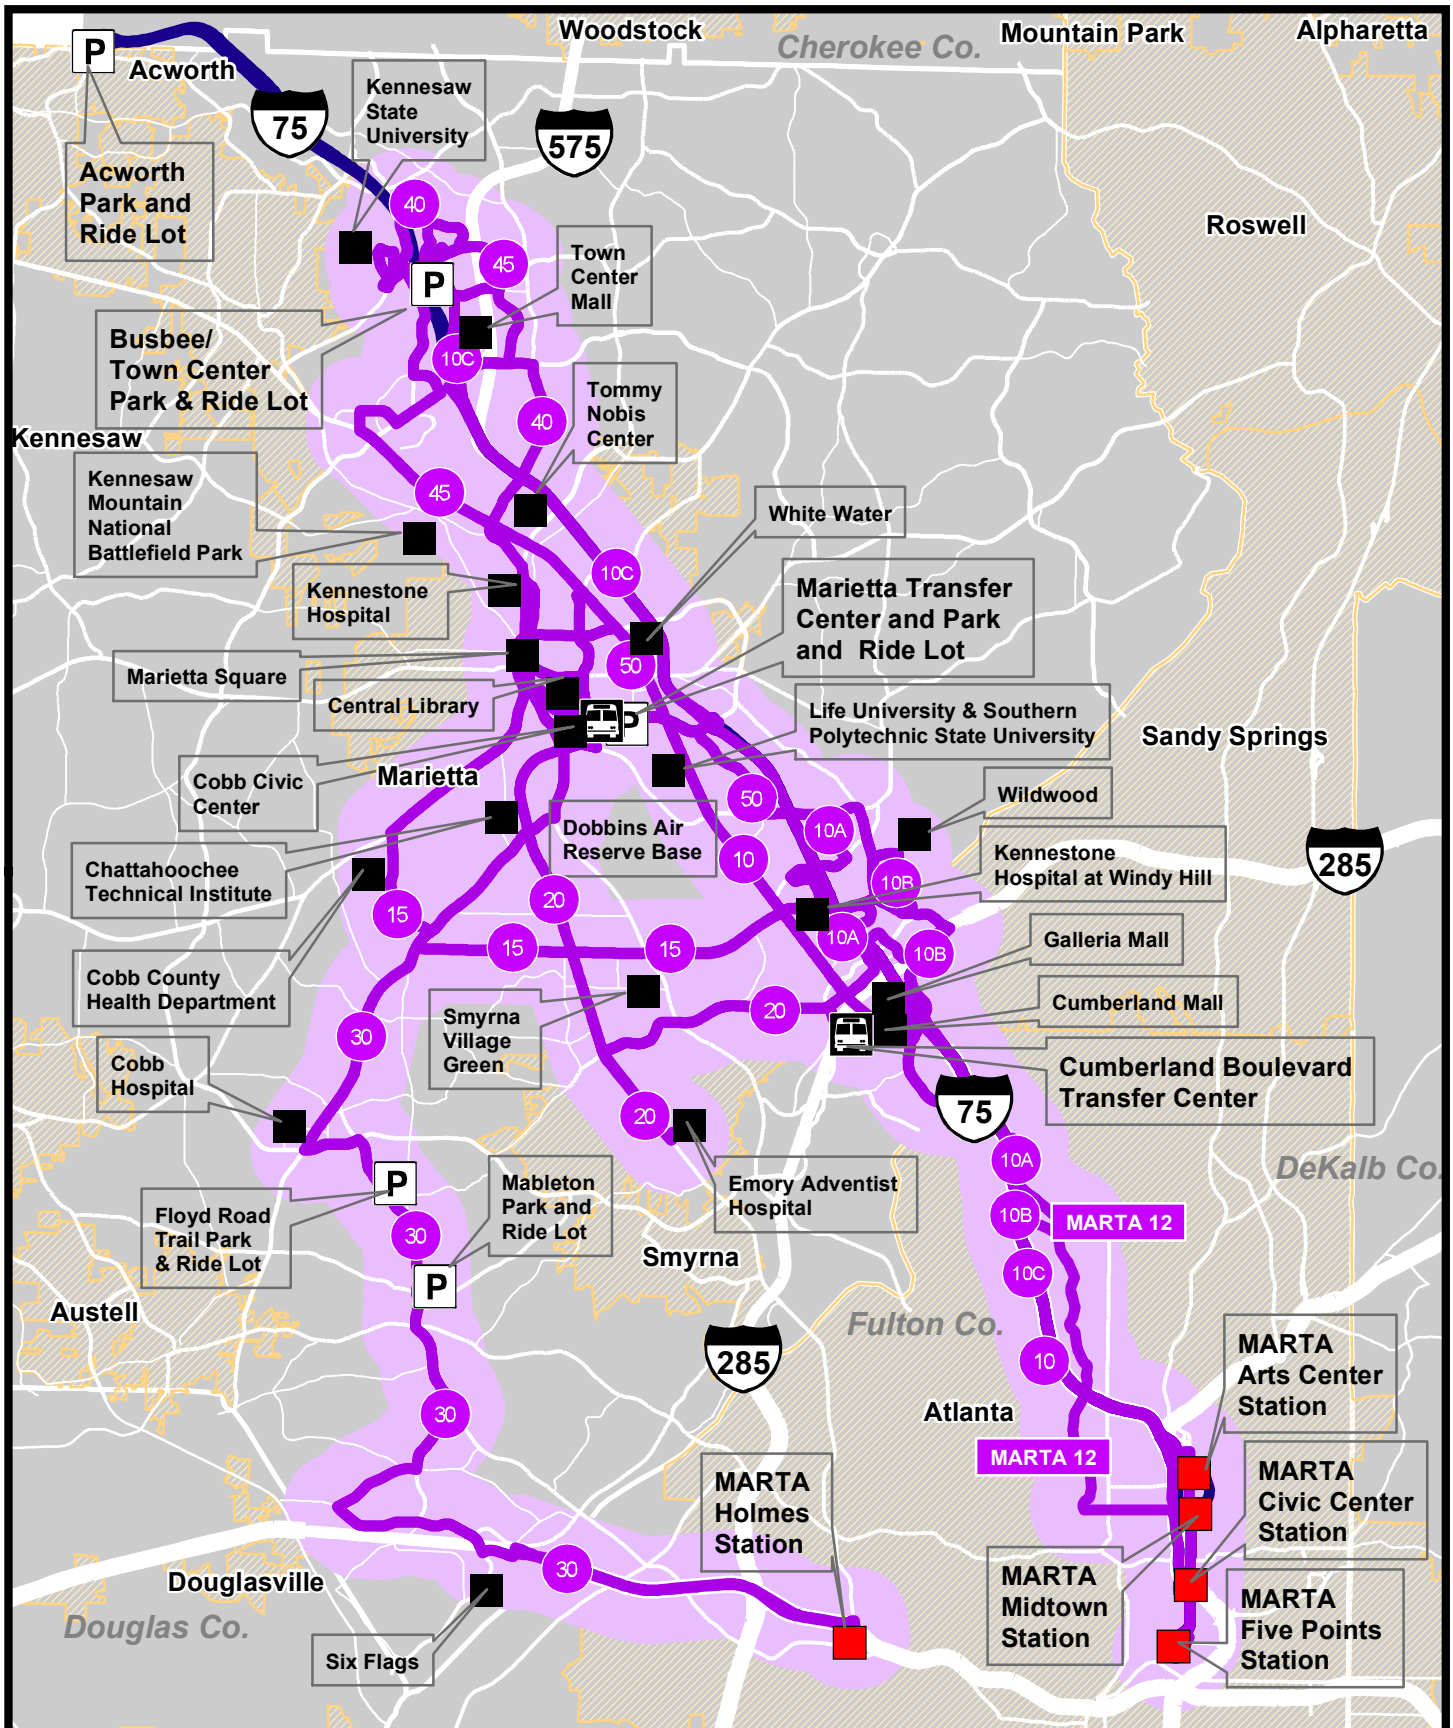 Woodstock
Cherokee Co.
Mountain Park
Alpharetta
P
Acworth
75
Kennesaw
State
University
575
Acworth
Park and
Ride Lot
40
Roswell
45
Town
Center
Mall
P
Busbee/
Town Center
Park & Ride Lot
10C
Tommy
Nobis
Center
40
Kennesaw
Kennesaw
Mountain
National
Battlefield Park
45
White Water
10C
Kennestone
Hospital
Marietta Transfer
Center and Park
and Ride Lot
Marietta Square
50
Central Library
P
Life University & Southern
Polytechnic State University
Sandy Springs
Marietta
Cobb Civic
Center
50
Wildwood
Dobbins Air
Reserve Base
10A
Kennestone
Hospital at Windy Hill
285
Chattahoochee
Technical Institute
10
10B
20
15
10A
Galleria Mall
15
15
10B
Cobb County
Health Department
Cumberland Mall
Smyrna
Village
Green
20
30
Cumberland Boulevard
Transfer Center
Cobb
Hospital
75
20
10A
DeKalb Co.
P
Mableton
Park and
Ride Lot
Emory Adventist
Hospital
Floyd Road
Trail Park
& Ride Lot
10B
MARTA 12
30
Smyrna
10C
P
Austell
Fulton Co.
285
10
MARTA
Arts Center
Station
30
Atlanta
MARTA 12
MARTA
Holmes
Station
MARTA
Civic Center
Station
30
Douglasville
MARTA
Midtown
Station
MARTA
Five Points
Station
Douglas Co.
Six Flags